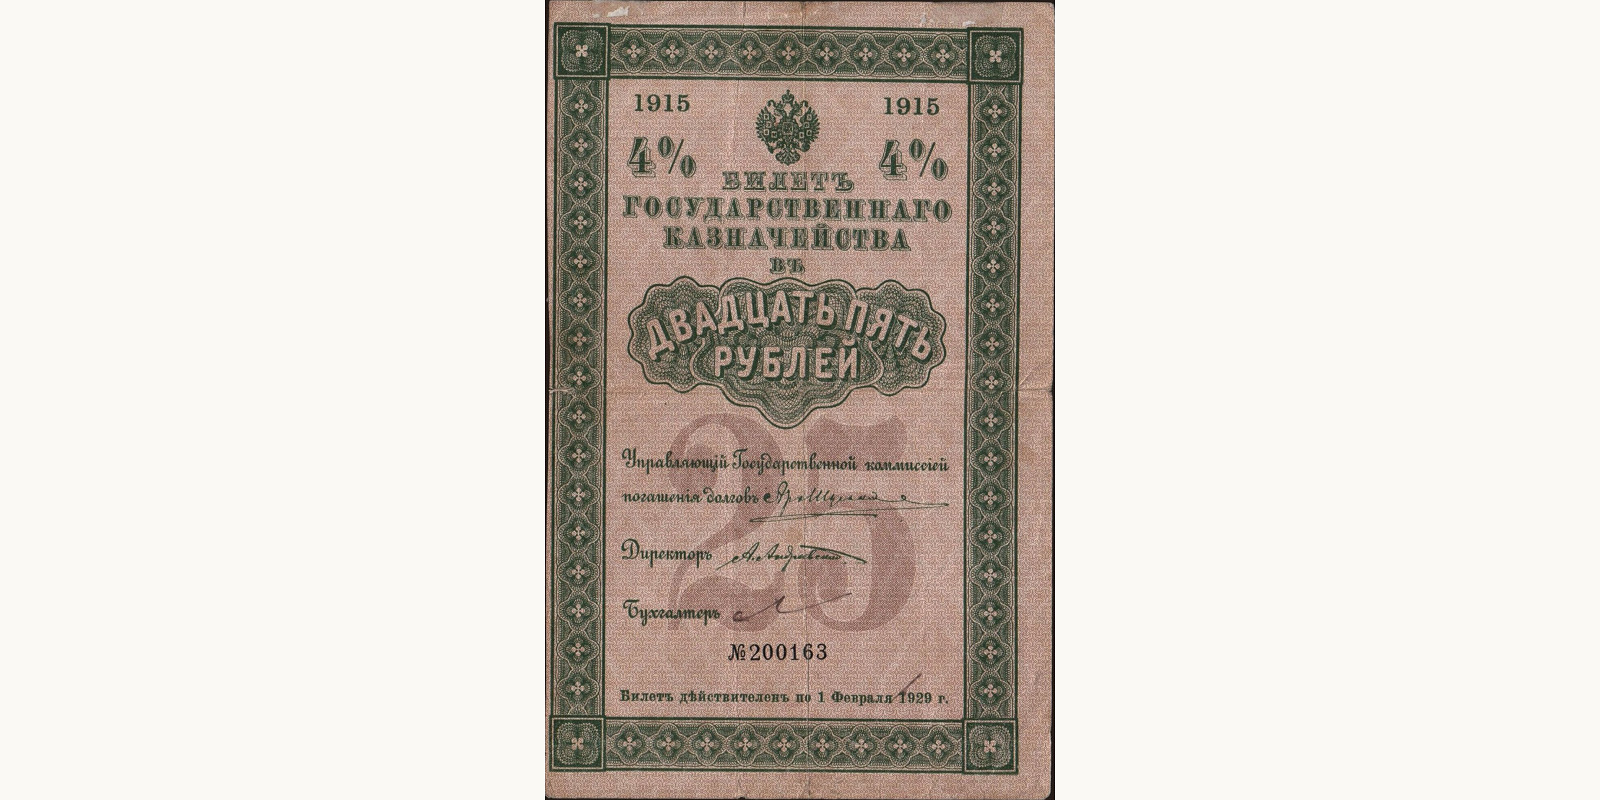 1915 1915
4% 4%
БИЛЕТЪ
ГОСУДАРСТВЕННАГО
КАЗНАЧЕЙСТВА
ВЪ
ДВАДЦАТЬ ПЯТЬ
РУБЛЕЙ
25
Управляющій Государственной коммиссіей
погашенія долговъ
Директоръ
Бухгалтеръ
№200163
Билетъ дѣйствителенъ по 1 Февраля 1929 г.